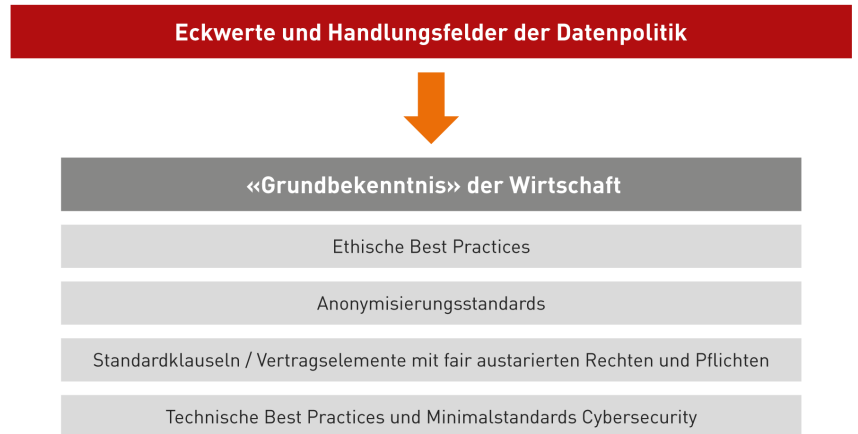 Eckwerte und Handlungsfelder der Datenpolitik
«Grundbekenntnis» der Wirtschaft
Ethische Best Practices
Anonymisierungsstandards
Standardklauseln / Vertragselemente mit fair austarierten Rechten und Pflichten
Technische Best Practices und Minimalstandards Cybersecurity